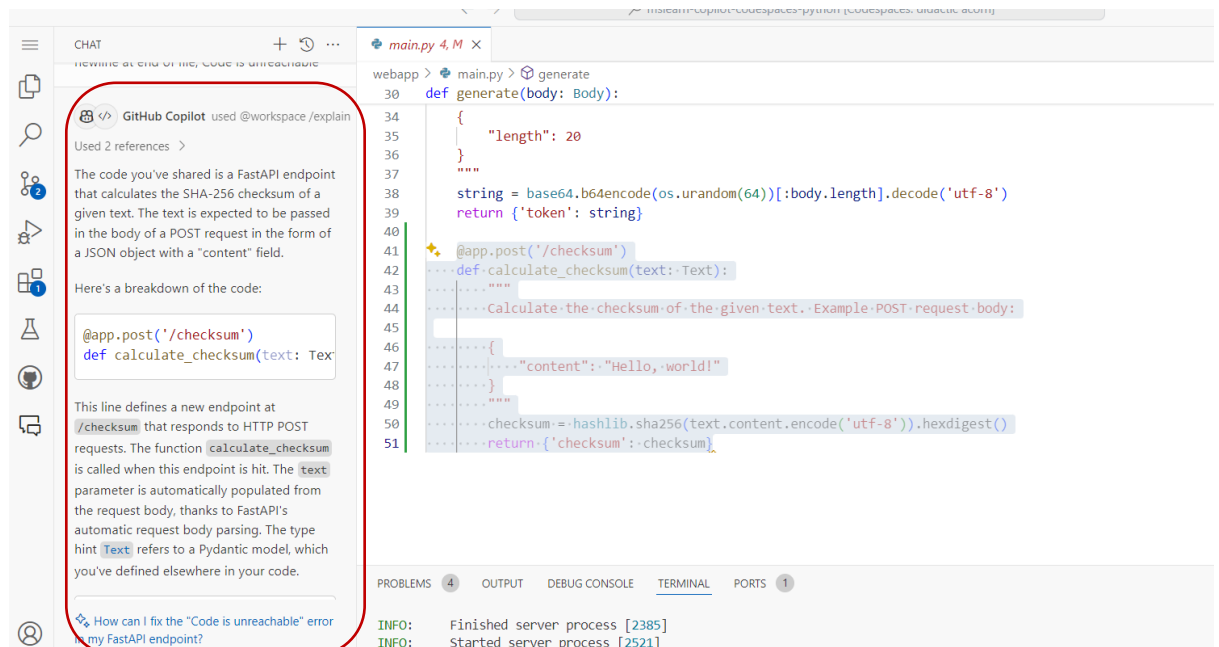 mslearn-copilot-codespaces-python [Codespaces: didactic acorn]
CHAT
newline at end of file, Code is unreachable
GitHub Copilot used @workspace /explain
Used 2 references >
The code you've shared is a FastAPI endpoint
that calculates the SHA-256 checksum of a
given text. The text is expected to be passed
in the body of a POST request in the form of
a JSON object with a "content" field.
Here's a breakdown of the code:
@app.post('/checksum')
def calculate_checksum(text: Tex
This line defines a new endpoint at
/checksum that responds to HTTP POST
requests. The function calculate_checksum
is called when this endpoint is hit. The text
parameter is automatically populated from
the request body, thanks to FastAPI's
automatic request body parsing. The type
hint Text refers to a Pydantic model, which
you've defined elsewhere in your code.
How can I fix the "Code is unreachable" error
in my FastAPI endpoint?
2
1
main.py 4, M
webapp > main.py > generate
30 def generate(body: Body):
34 {
35 "length": 20
36 }
37 """
38 string = base64.b64encode(os.urandom(64))[:body.length].decode('utf-8')
39 return {'token': string}
40
41 @app.post('/checksum')
42 ····def·calculate_checksum(text:·Text):
43 ········"""
44 ········Calculate·the·checksum·of·the·given·text.·Example·POST·request·body:
45
46 ········{
47 ············"content":·"Hello,·world!"
48 ········}
49 ········"""
50 ········checksum·=·hashlib.sha256(text.content.encode('utf-8')).hexdigest()
51 ········return·{'checksum':·checksum}
PROBLEMS 4 OUTPUT DEBUG CONSOLE TERMINAL PORTS 1
INFO: Finished server process [2385]
INFO: Started server process [2521]